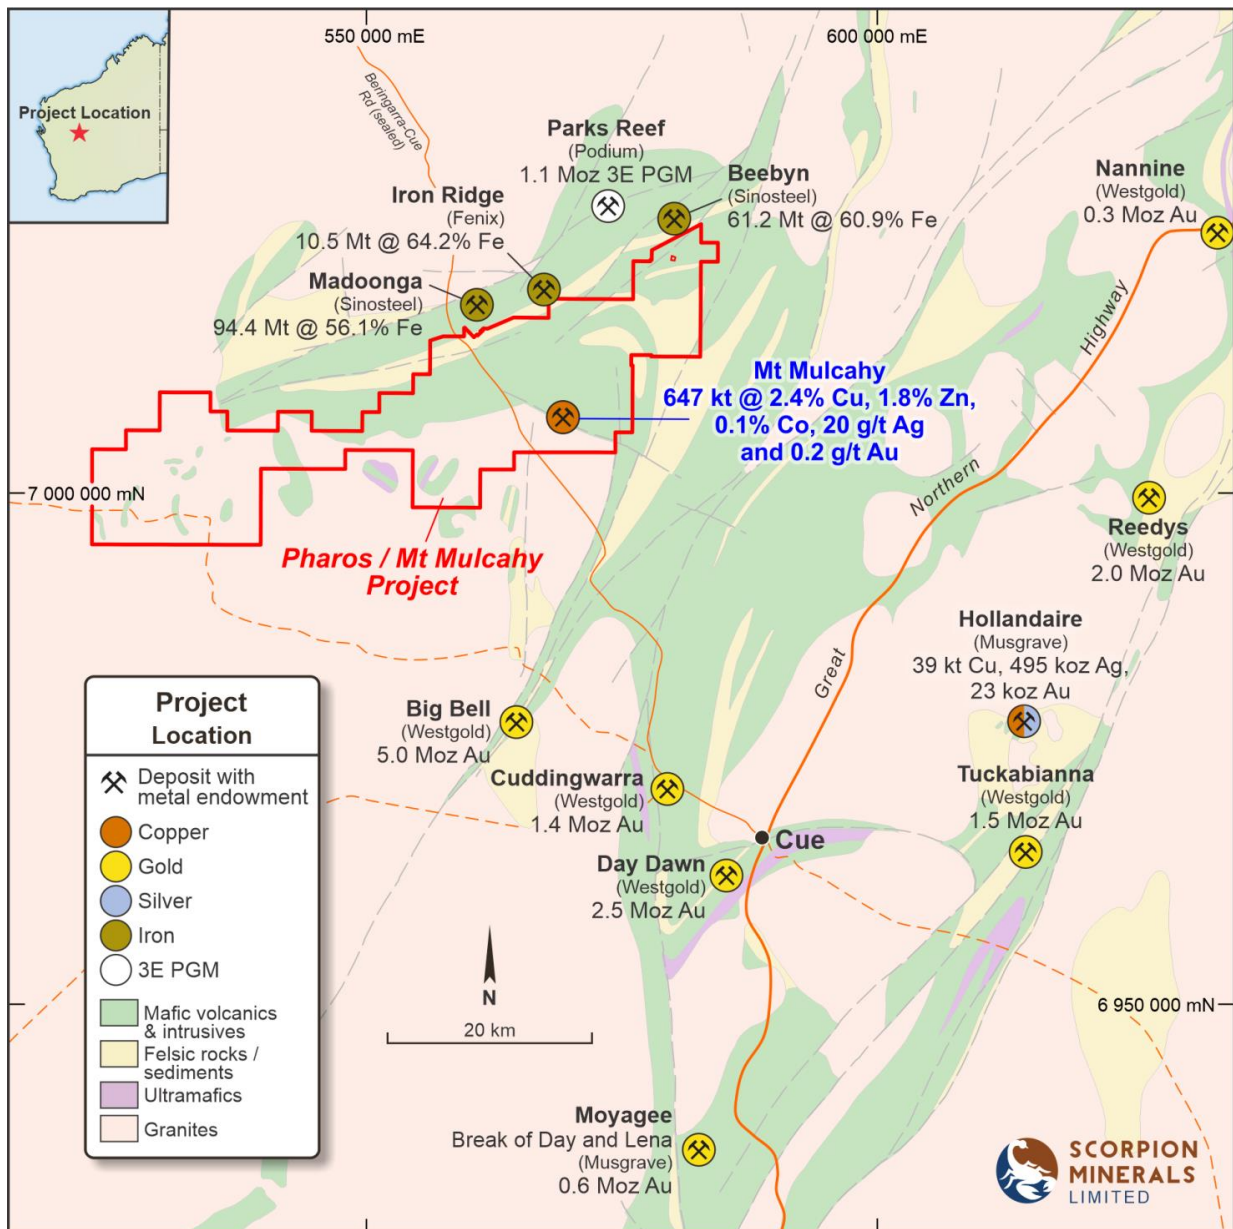 550 000 mE
600 000 mE
Project Location
Beringarra-Cue
Rd (sealed)
Parks Reef
(Podium)
1.1 Moz 3E PGM
Beebyn
(Sinosteel)
61.2 Mt @ 60.9% Fe
Nannine
(Westgold)
0.3 Moz Au
Iron Ridge
(Fenix)
10.5 Mt @ 64.2% Fe
Madoonga
(Sinosteel)
94.4 Mt @ 56.1% Fe
Mt Mulcahy
647 kt @ 2.4% Cu, 1.8% Zn,
0.1% Co, 20 g/t Ag
and 0.2 g/t Au
Great Northern Highway
7 000 000 mN
Pharos / Mt Mulcahy
Project
Reedys
(Westgold)
2.0 Moz Au
Hollandaire
(Musgrave)
39 kt Cu, 495 koz Ag,
23 koz Au
Big Bell
(Westgold)
5.0 Moz Au
Cuddingwarra
(Westgold)
1.4 Moz Au
Tuckabianna
(Westgold)
1.5 Moz Au
Cue
Day Dawn
(Westgold)
2.5 Moz Au
Project
Location
Deposit with
metal endowment
Copper
Gold
Silver
Iron
3E PGM
Mafic volcanics
& intrusives
Felsic rocks /
sediments
Ultramafics
Granites
N
20 km
6 950 000 mN
Moyagee
Break of Day and Lena
(Musgrave)
0.6 Moz Au
SCORPION
MINERALS
LIMITED